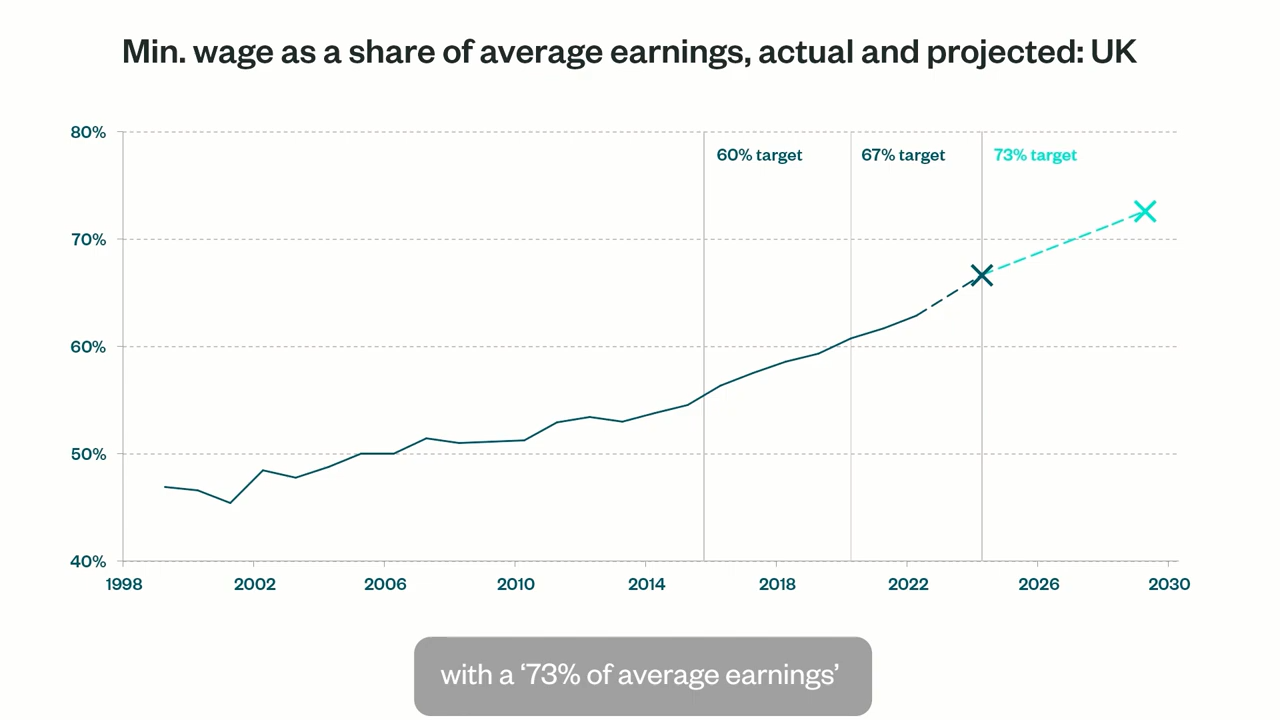 Min. wage as a share of average earnings, actual and projected: UK
80%
60% target
67% target
73% target
70%
60%
50%
40%
1998
2002
2006
2010
2014
2018
2022
2026
2030
with a ‘73% of average earnings’